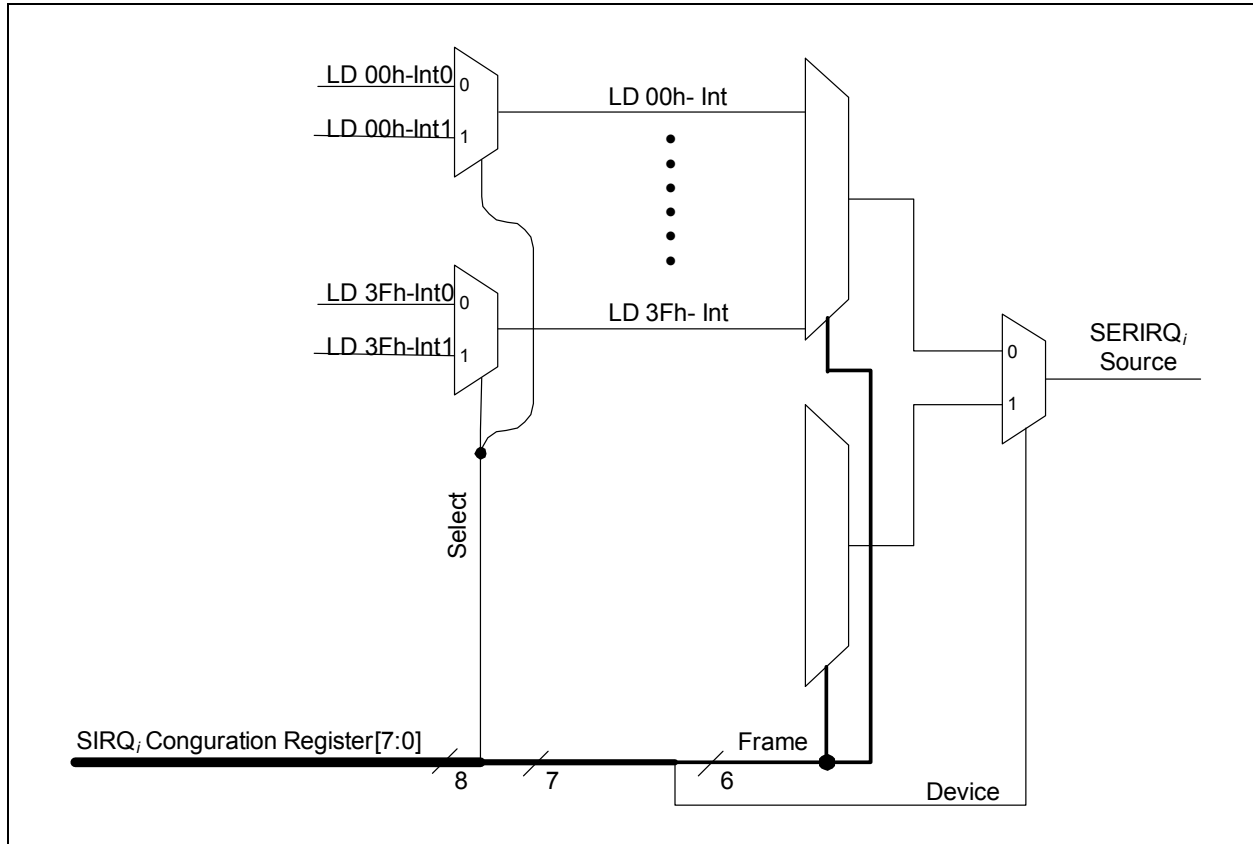 LD 00h-Int0
0
LD 00h-Int1
1
LD 00h- Int
LD 3Fh-Int0
0
LD 3Fh-Int1
1
LD 3Fh- Int
0
1
SERIRQi
Source
Select
SIRQi Conguration Register[7:0]
8
7
Frame
6
Device